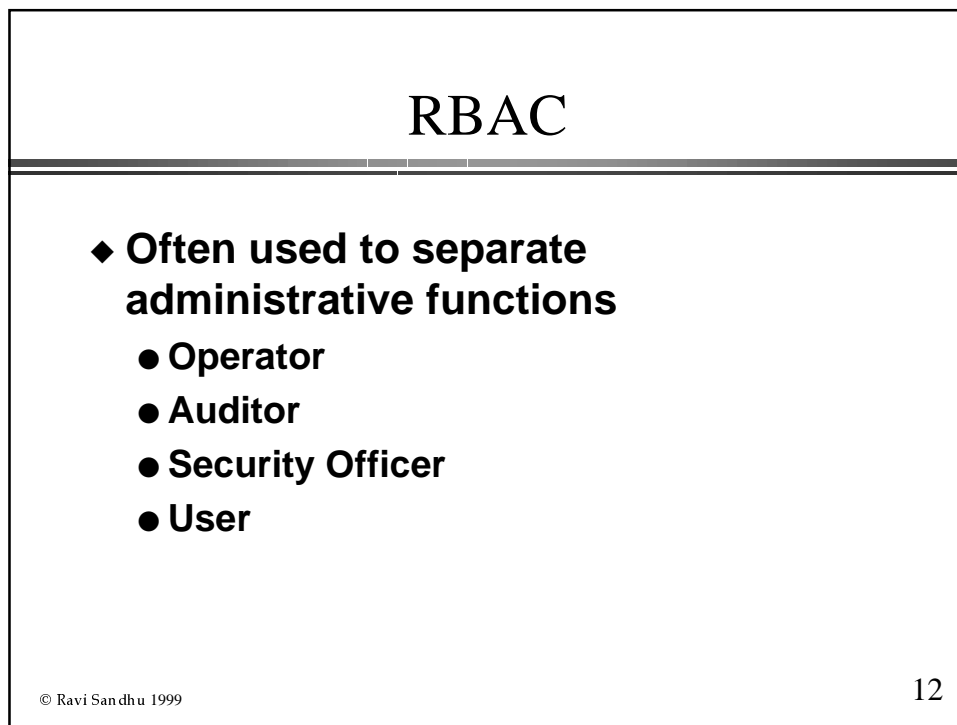 RBAC
◆ Often used to separate
administrative functions
● Operator
● Auditor
● Security Officer
● User
© Ravi Sandhu 1999
12